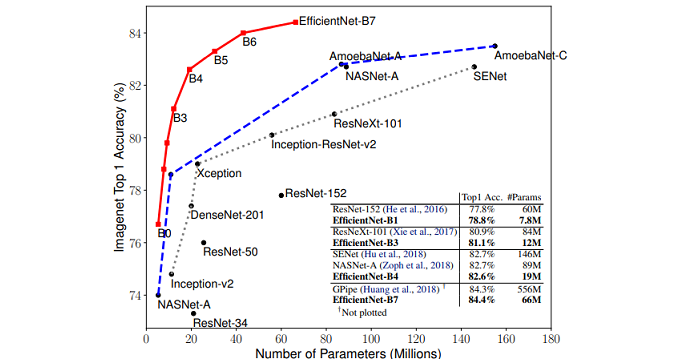 EfficientNet-B7
84
B6
B5
AmoebaNet-A
AmoebaNet-C
B4
NASNet-A
SENet
82
B3
ResNeXt-101
80
Inception-ResNet-v2
Xception
78
ResNet-152
DenseNet-201
B0
ResNet-50
76
Inception-v2
74
NASNet-A
ResNet-34
Imagenet Top 1 Accuracy (%)
Top1 Acc. #Params
ResNet-152 (He et al., 2016) 77.8% 60M
EfficientNet-B1 78.8% 7.8M
ResNeXt-101 (Xie et al., 2017) 80.9% 84M
EfficientNet-B3 81.1% 12M
SENet (Hu et al., 2018) 82.7% 146M
NASNet-A (Zoph et al., 2018) 82.7% 89M
EfficientNet-B4 82.6% 19M
GPipe (Huang et al., 2018) † 84.3% 556M
EfficientNet-B7 84.4% 66M
†Not plotted
0 20 40 60 80 100 120 140 160 180
Number of Parameters (Millions)